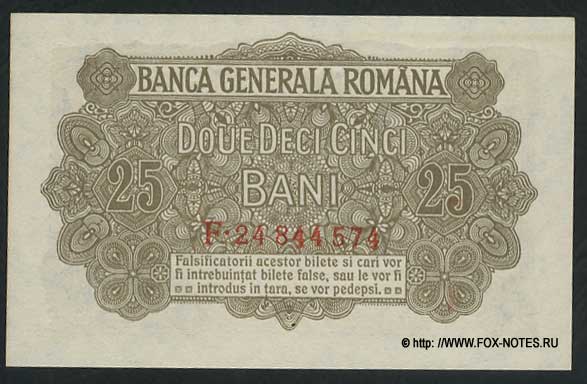 BANCA GENERALA ROMÂNA
DOUE DECI CINCI
25 BANI 25
F·24 844 574
Falsificatorii acestor bilete si cari vor
fi intrebuinţat bilete false, sau le vor fi
introdus in tara, se vor pedepsi.
© http: //www.FOX-NOTES.RU